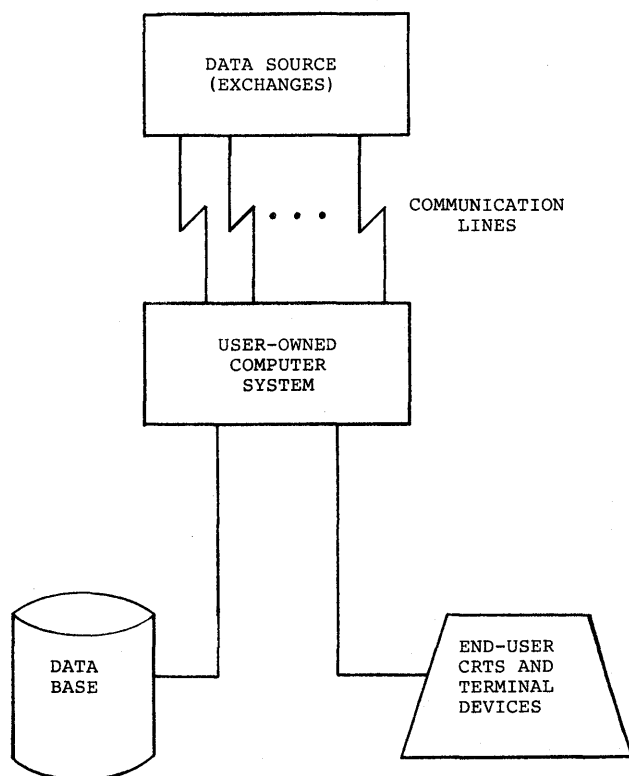 DATA SOURCE
(EXCHANGES)
COMMUNICATION
LINES
USER-OWNED
COMPUTER
SYSTEM
DATA
BASE
END-USER
CRTS AND
TERMINAL
DEVICES